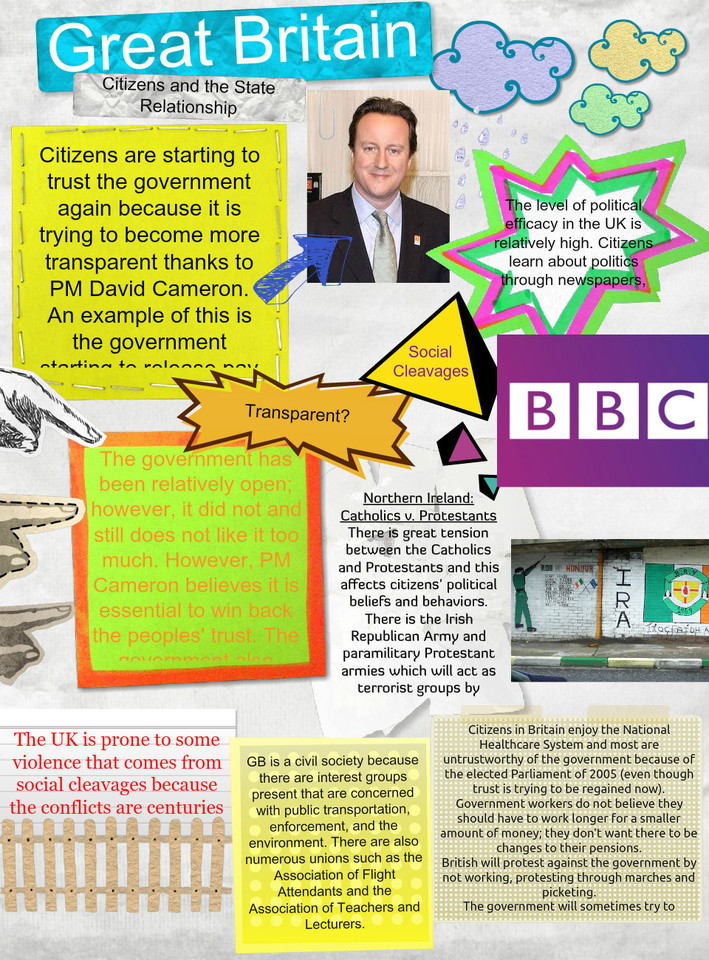 Great Britain
Citizens and the State
Relationship
Citizens are starting to
trust the government
again because it is
trying to become more
transparent thanks to
PM David Cameron.
An example of this is
the government
starting to release pay
The level of political
efficacy in the UK is
relatively high. Citizens
learn about politics
through newspapers,
Social
Cleavages
BBC
Transparent?
The government has
been relatively open;
however, it did not and
still does not like it too
much. However, PM
Cameron believes it is
essential to win back
the peoples' trust. The
government also
Northern Ireland:
Catholics v. Protestants
There is great tension
between the Catholics
and Protestants and this
affects citizens' political
beliefs and behaviors.
There is the Irish
Republican Army and
paramilitary Protestant
armies which will act as
terrorist groups by
IRA
The UK is prone to some
violence that comes from
social cleavages because
the conflicts are centuries
GB is a civil society because
there are interest groups
present that are concerned
with public transportation,
enforcement, and the
environment. There are also
numerous unions such as the
Association of Flight
Attendants and the
Association of Teachers and
Lecturers.
Citizens in Britain enjoy the National
Healthcare System and most are
untrustworthy of the government because of
the elected Parliament of 2005 (even though
trust is trying to be regained now).
Government workers do not believe they
should have to work longer for a smaller
amount of money; they don't want there to be
changes to their pensions.
British will protest against the government by
not working, protesting through marches and
picketing.
The government will sometimes try to